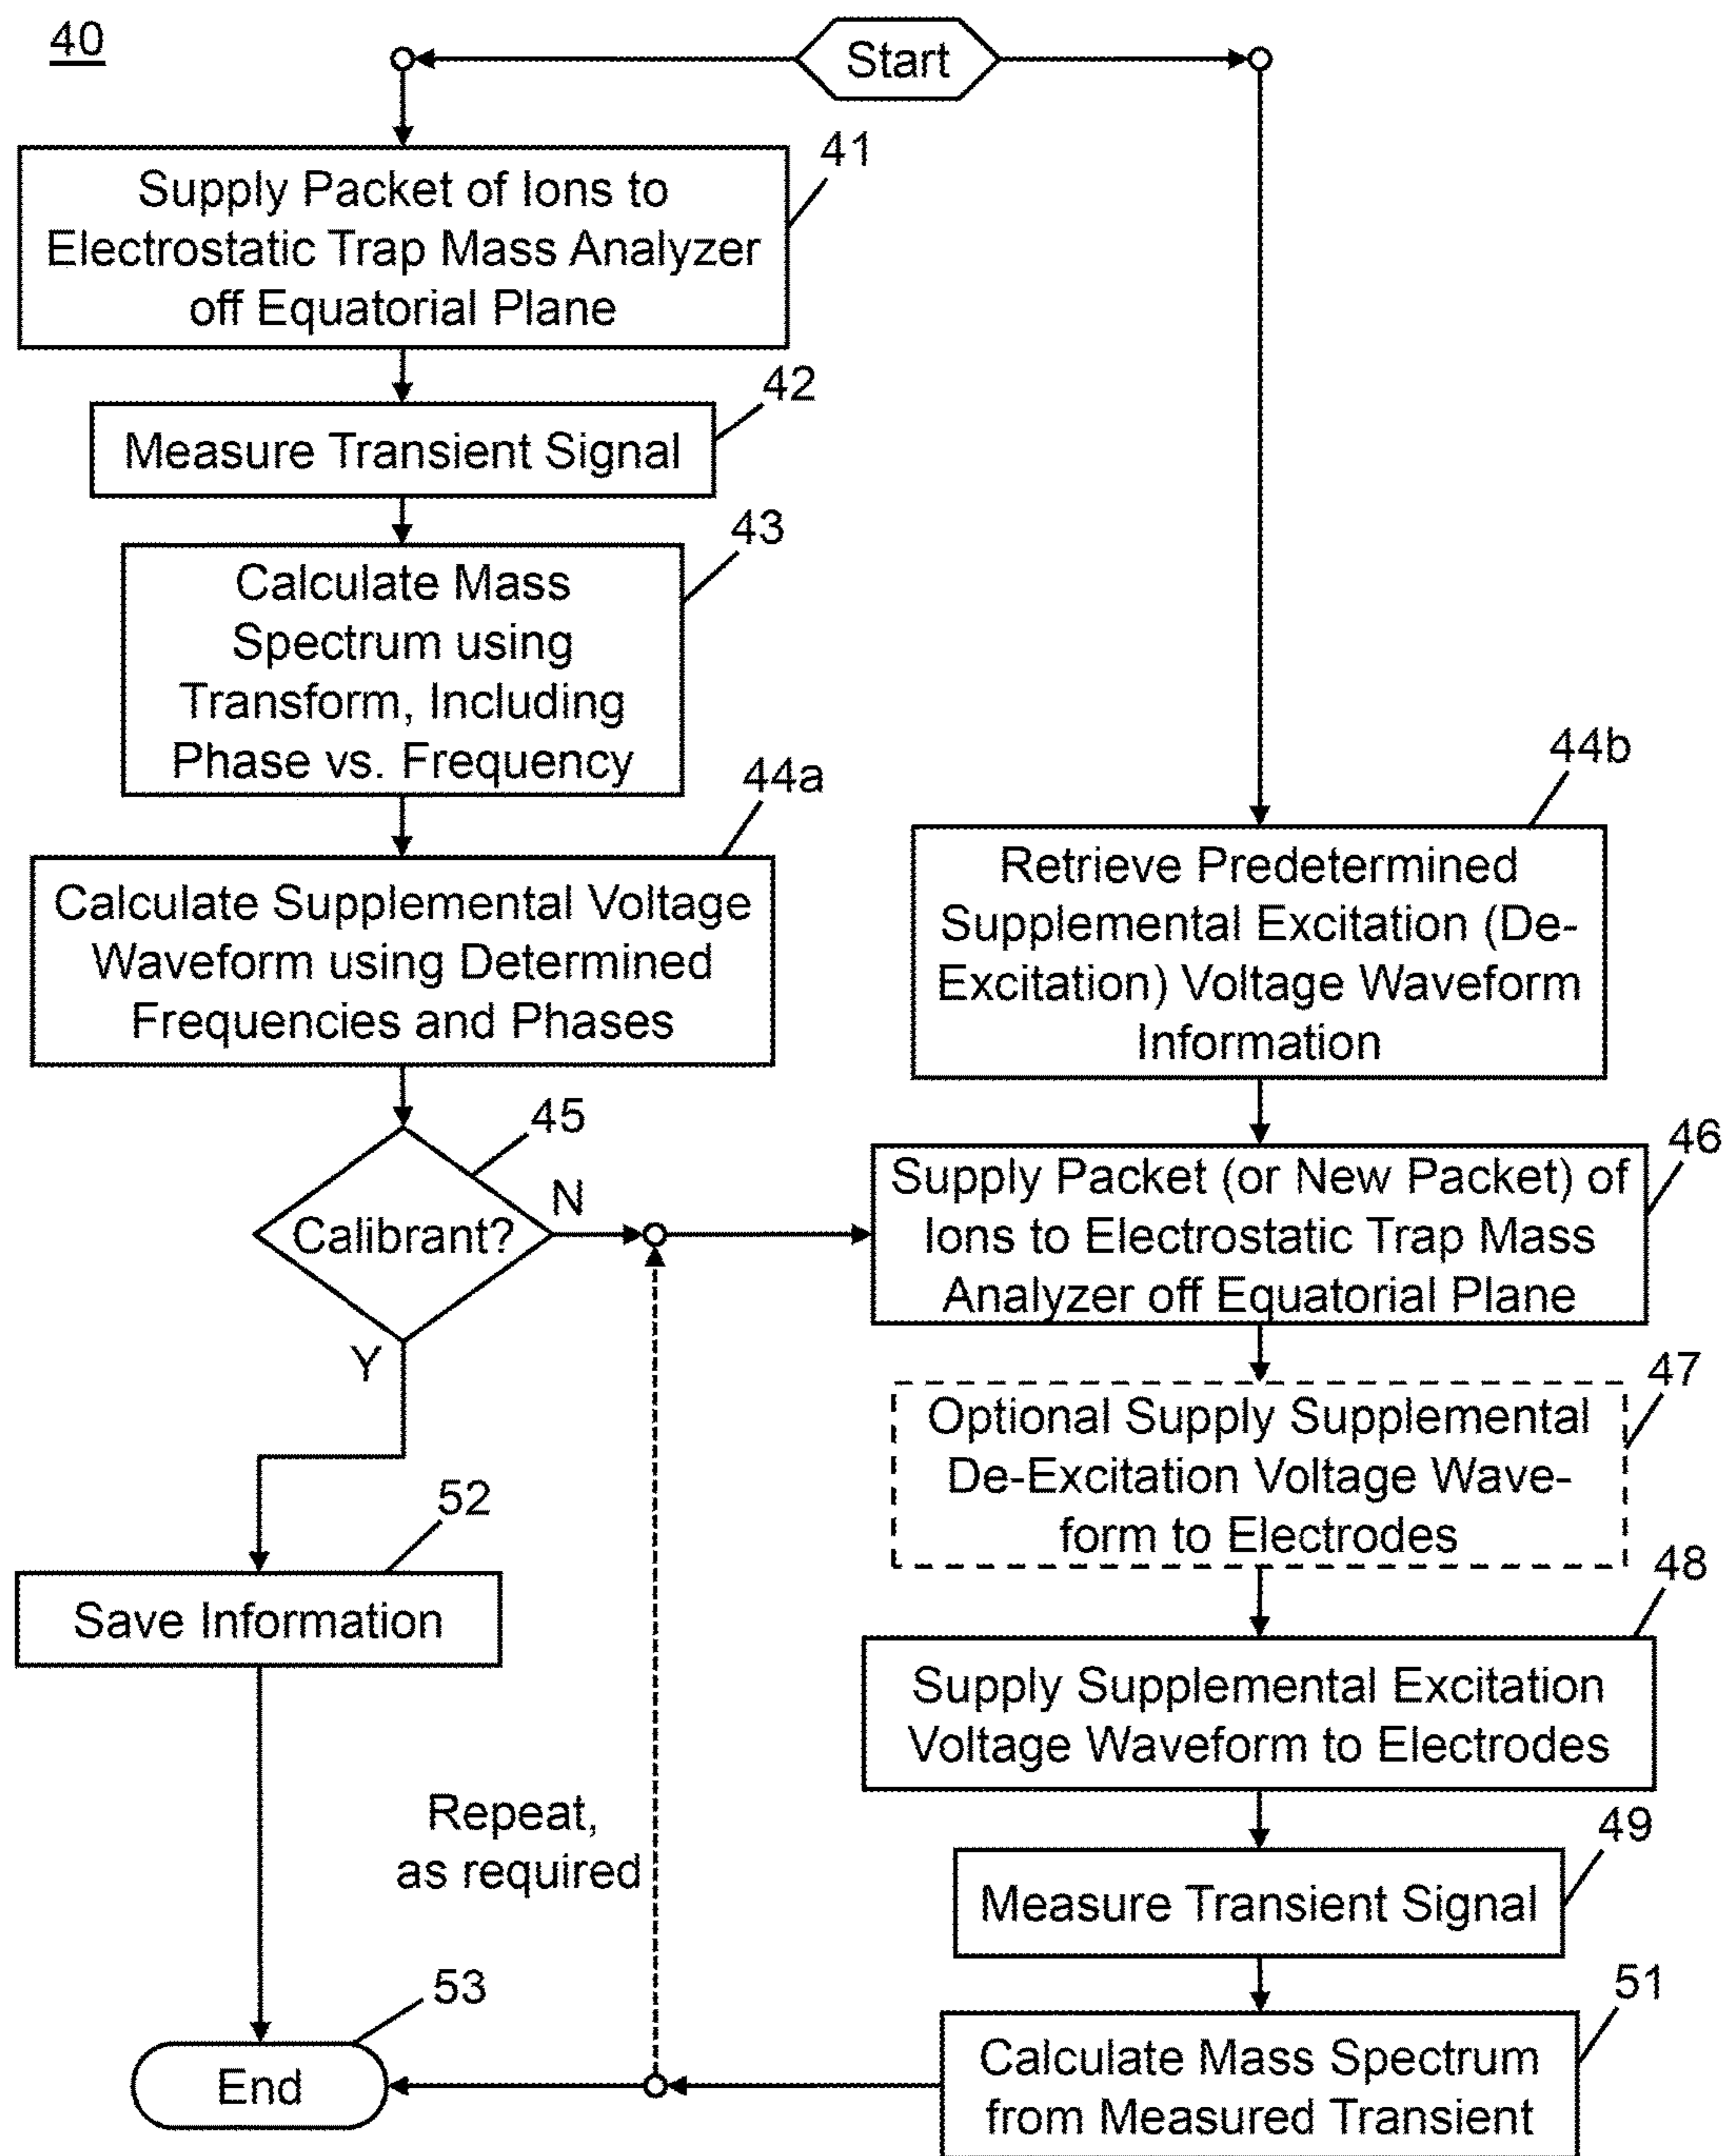 40
Start
41
Supply Packet of Ions to
Electrostatic Trap Mass Analyzer
off Equatorial Plane
42
Measure Transient Signal
43
Calculate Mass
Spectrum using
Transform, Including
Phase vs. Frequency
44a
Calculate Supplemental Voltage
Waveform using Determined
Frequencies and Phases
45
Calibrant?
N
Y
52
Save Information
53
End
Repeat,
as required
44b
Retrieve Predetermined
Supplemental Excitation (De-
Excitation) Voltage Waveform
Information
46
Supply Packet (or New Packet) of
Ions to Electrostatic Trap Mass
Analyzer off Equatorial Plane
47
Optional Supply Supplemental
De-Excitation Voltage Wave-
form to Electrodes
48
Supply Supplemental Excitation
Voltage Waveform to Electrodes
49
Measure Transient Signal
51
Calculate Mass Spectrum
from Measured Transient